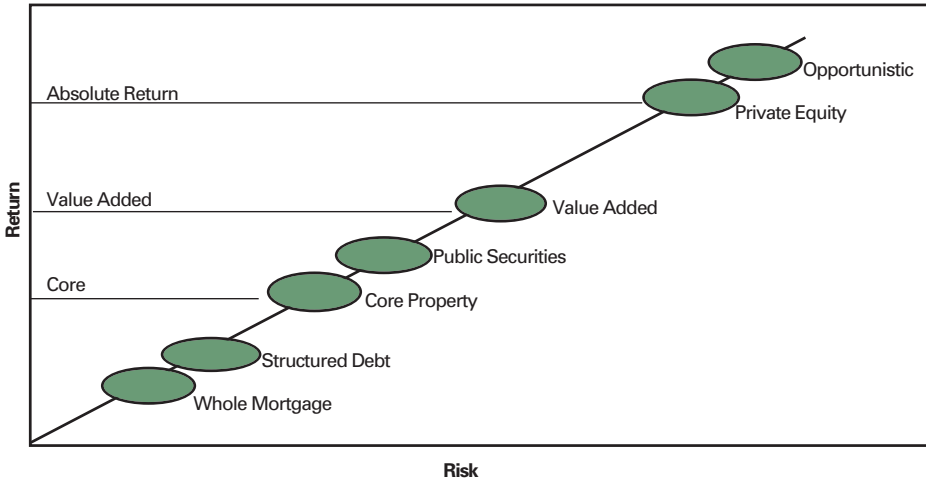 Opportunistic
Absolute Return
Private Equity
Return
Value Added
Value Added
Public Securities
Core
Core Property
Structured Debt
Whole Mortgage
Risk